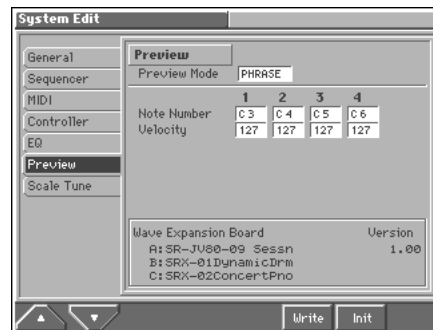 System Edit
General
Sequencer
MIDI
Controller
EQ
Preview
Scale Tune
Preview
Preview Mode PHRASE
1 2 3 4
Note Number C 3 C 4 C 5 C 6
Velocity 127 127 127 127
Wave Expansion Board Version
A:SR-JV80-09 Sessn 1.00
B:SRX-01DynamicDrm
C:SRX-02ConcertPno
Write Init